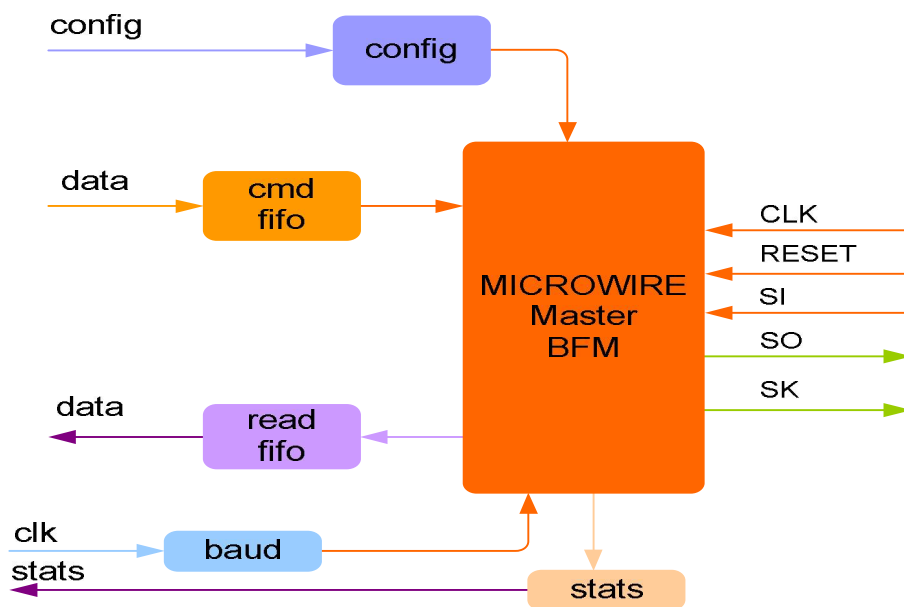 config
config
data
cmd
fifo
CLK
RESET
MICROWIRE
Master
BFM
SI
SO
SK
data
read
fifo
clk
baud
stats
stats